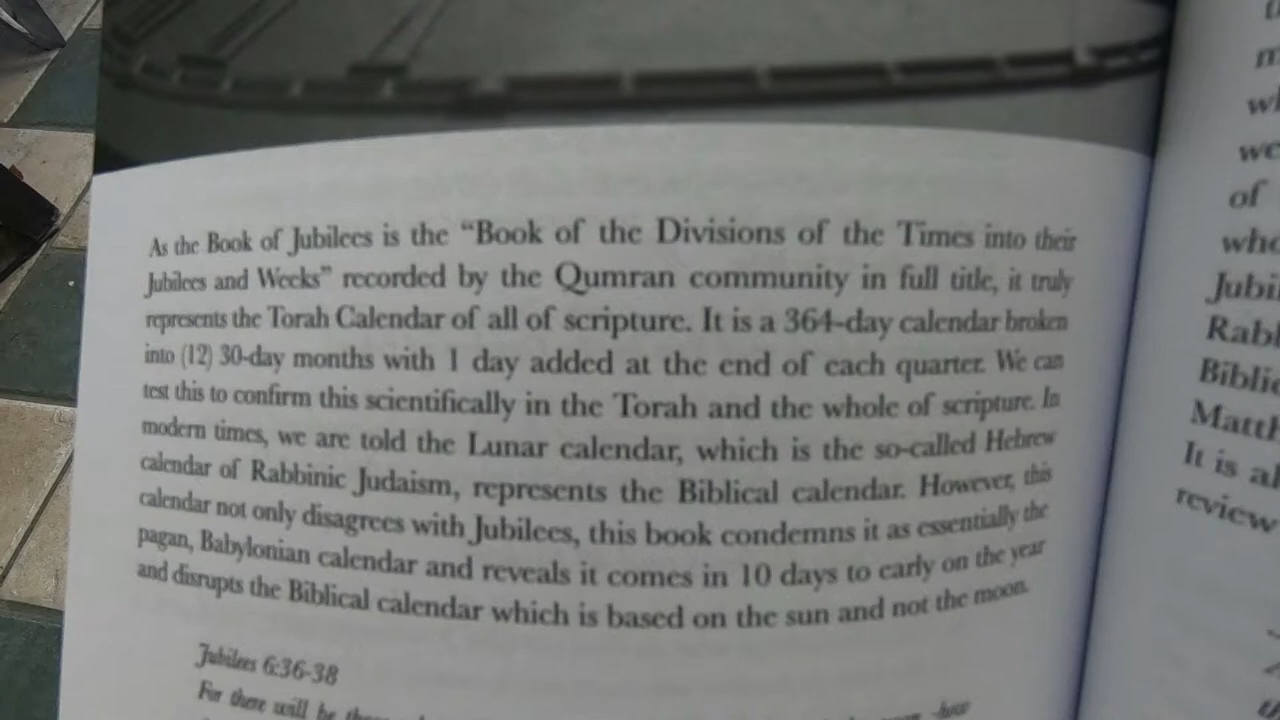 As the Book of Jubilees is the “Book of the Divisions of the Times into their
Jubilees and Weeks” recorded by the Qumran community in full title, it truly
represents the Torah Calendar of all of scripture. It is a 364-day calendar broken
into (12) 30-day months with 1 day added at the end of each quarter. We can
test this to confirm this scientifically in the Torah and the whole of scripture. In
modern times, we are told the Lunar calendar, which is the so-called Hebrew
calendar of Rabbinic Judaism, represents the Biblical calendar. However, this
calendar not only disagrees with Jubilees, this book condemns it as essentially the
pagan, Babylonian calendar and reveals it comes in 10 days to early on the year
and disrupts the Biblical calendar which is based on the sun and not the moon.
Jubilees 6:36-38
For there will be
of
It is
review